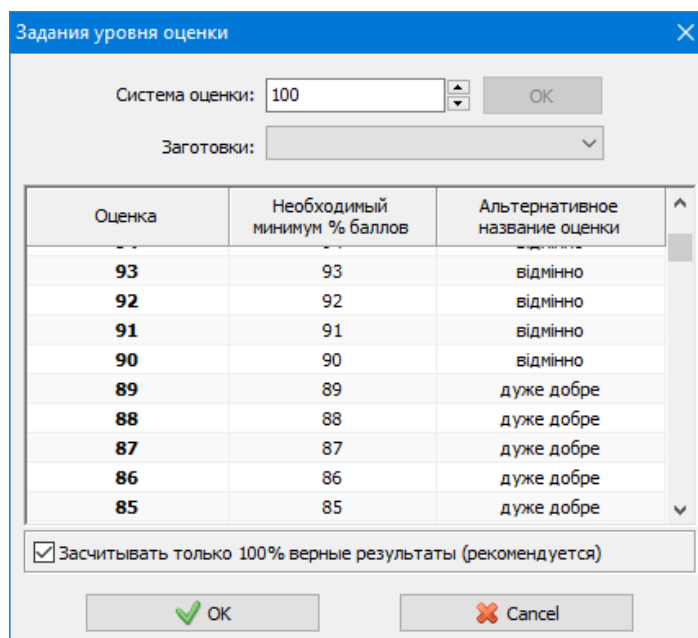 Задания уровня оценки
Система оценки: 100 OK
Заготовки:
Оценка Необходимый минимум % баллов Альтернативное название оценки
93 93 відмінно
92 92 відмінно
91 91 відмінно
90 90 відмінно
89 89 дуже добре
88 88 дуже добре
87 87 дуже добре
86 86 дуже добре
85 85 дуже добре
Засчитывать только 100% верные результаты (рекомендуется)
OK Cancel